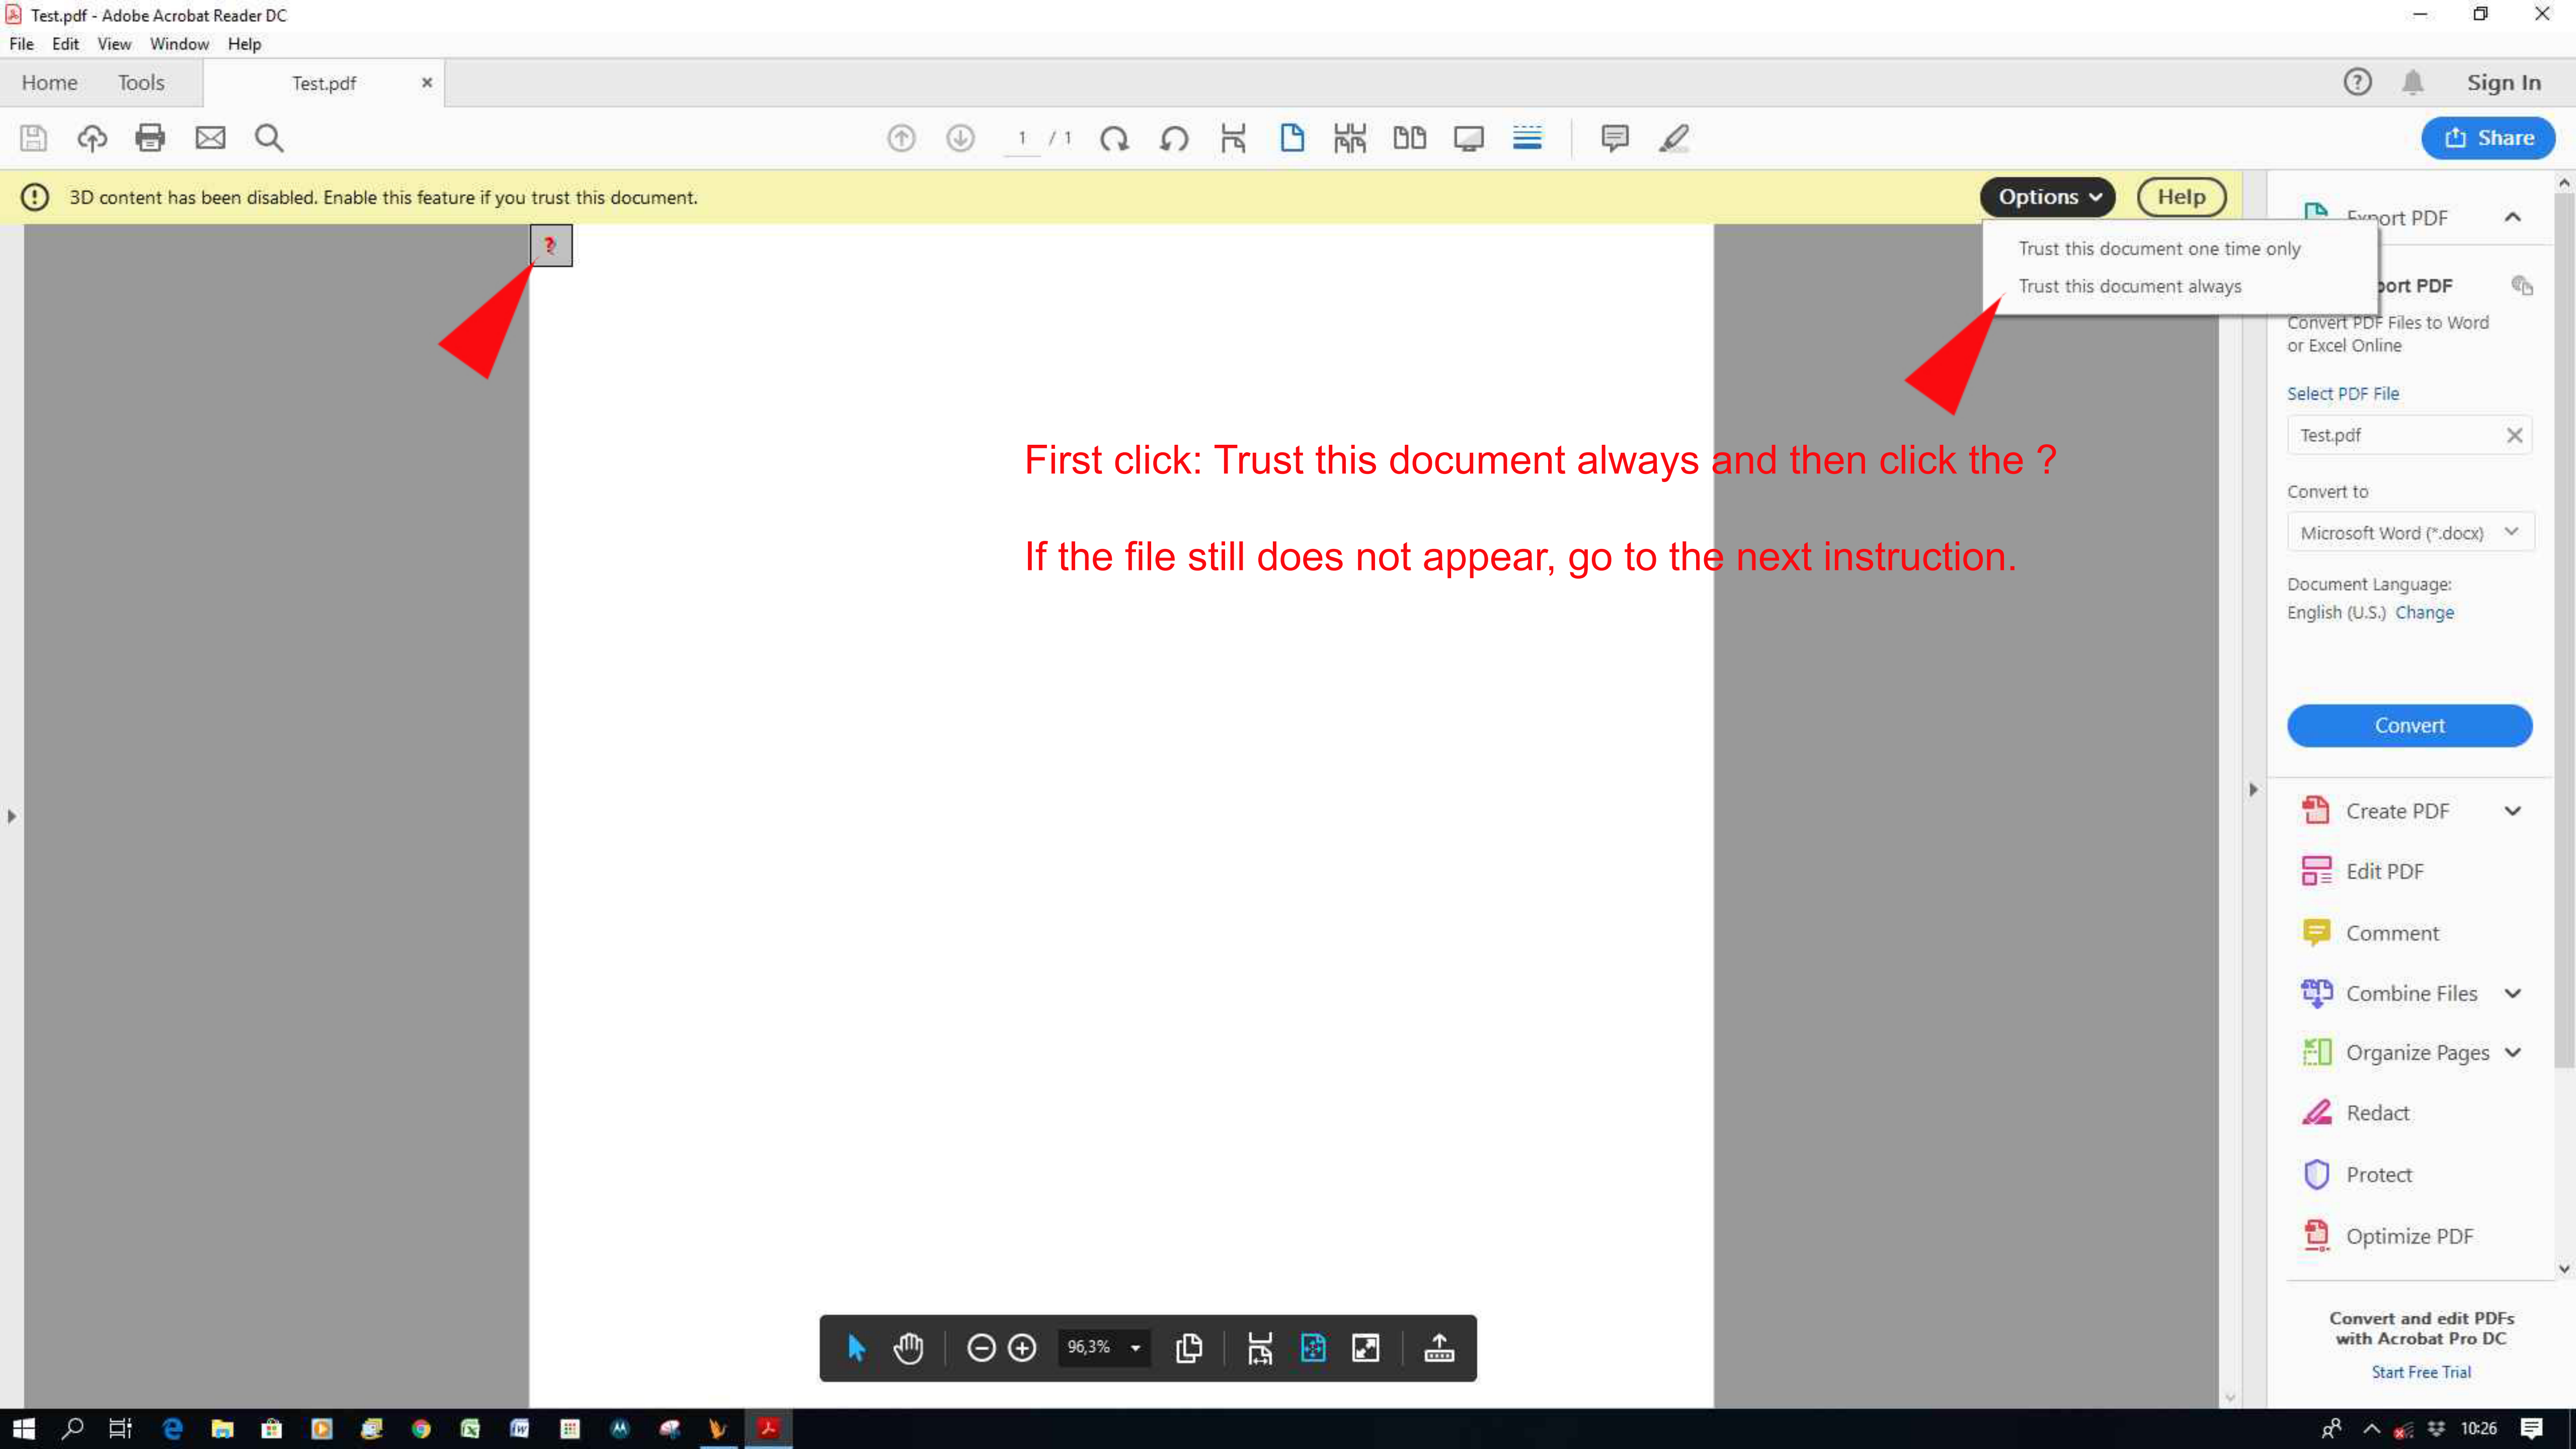 Test.pdf - Adobe Acrobat Reader DC
File Edit View Window Help
Home Tools Test.pdf × ? Sign In
1 / 1 Share
3D content has been disabled. Enable this feature if you trust this document. Options Help
Export PDF
?
Trust this document one time only
Trust this document always
port PDF
Convert PDF Files to Word
or Excel Online
Select PDF File
Test.pdf
First click: Trust this document always and then click the ?
Convert to
Microsoft Word (*.docx)
If the file still does not appear, go to the next instruction.
Document Language:
English (U.S.) Change
Convert
Create PDF
Edit PDF
Comment
Combine Files
Organize Pages
Redact
Protect
Optimize PDF
Convert and edit PDFs
with Acrobat Pro DC
96,3%
Start Free Trial
10:26